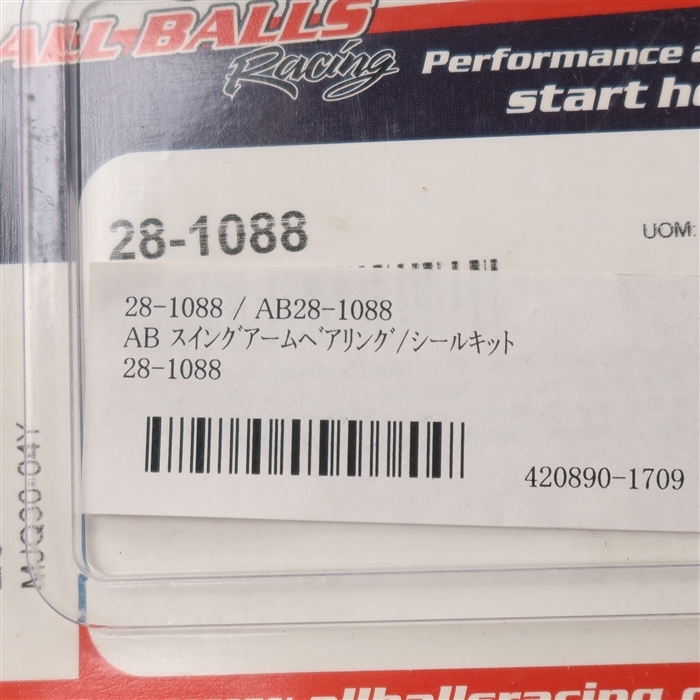 ALL-BALLS
Racing
Performance a
start he
28-1088
UOM:
28-1088 / AB28-1088
AB ｽｲﾝｸﾞｱｰﾑﾍﾞｱﾘﾝｸﾞ/ｼｰﾙｷｯﾄ
28-1088
420890-1709
MJQ30-04Y
allballsracing.